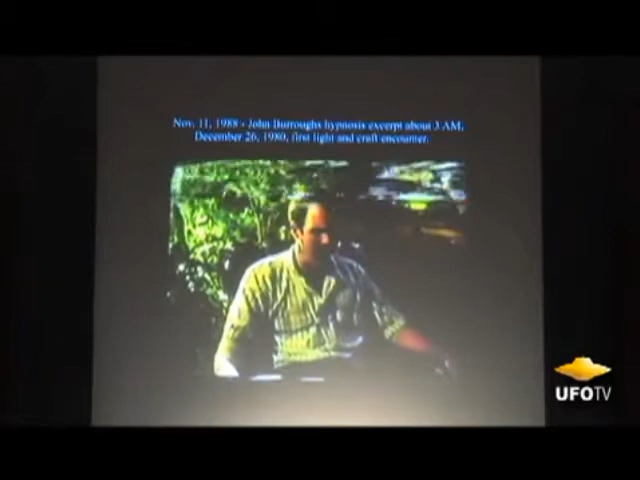 Nov. 11, 1988 - John Burroughs hypnosis excerpt about 3 AM,
December 26, 1980, first light and craft encounter.
UFOTV